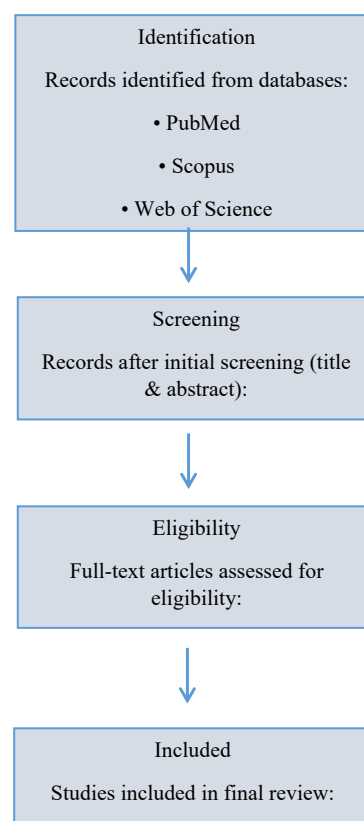 Identification
Records identified from databases:
• PubMed
• Scopus
• Web of Science
Screening
Records after initial screening (title
& abstract):
Eligibility
Full-text articles assessed for
eligibility:
Included
Studies included in final review: